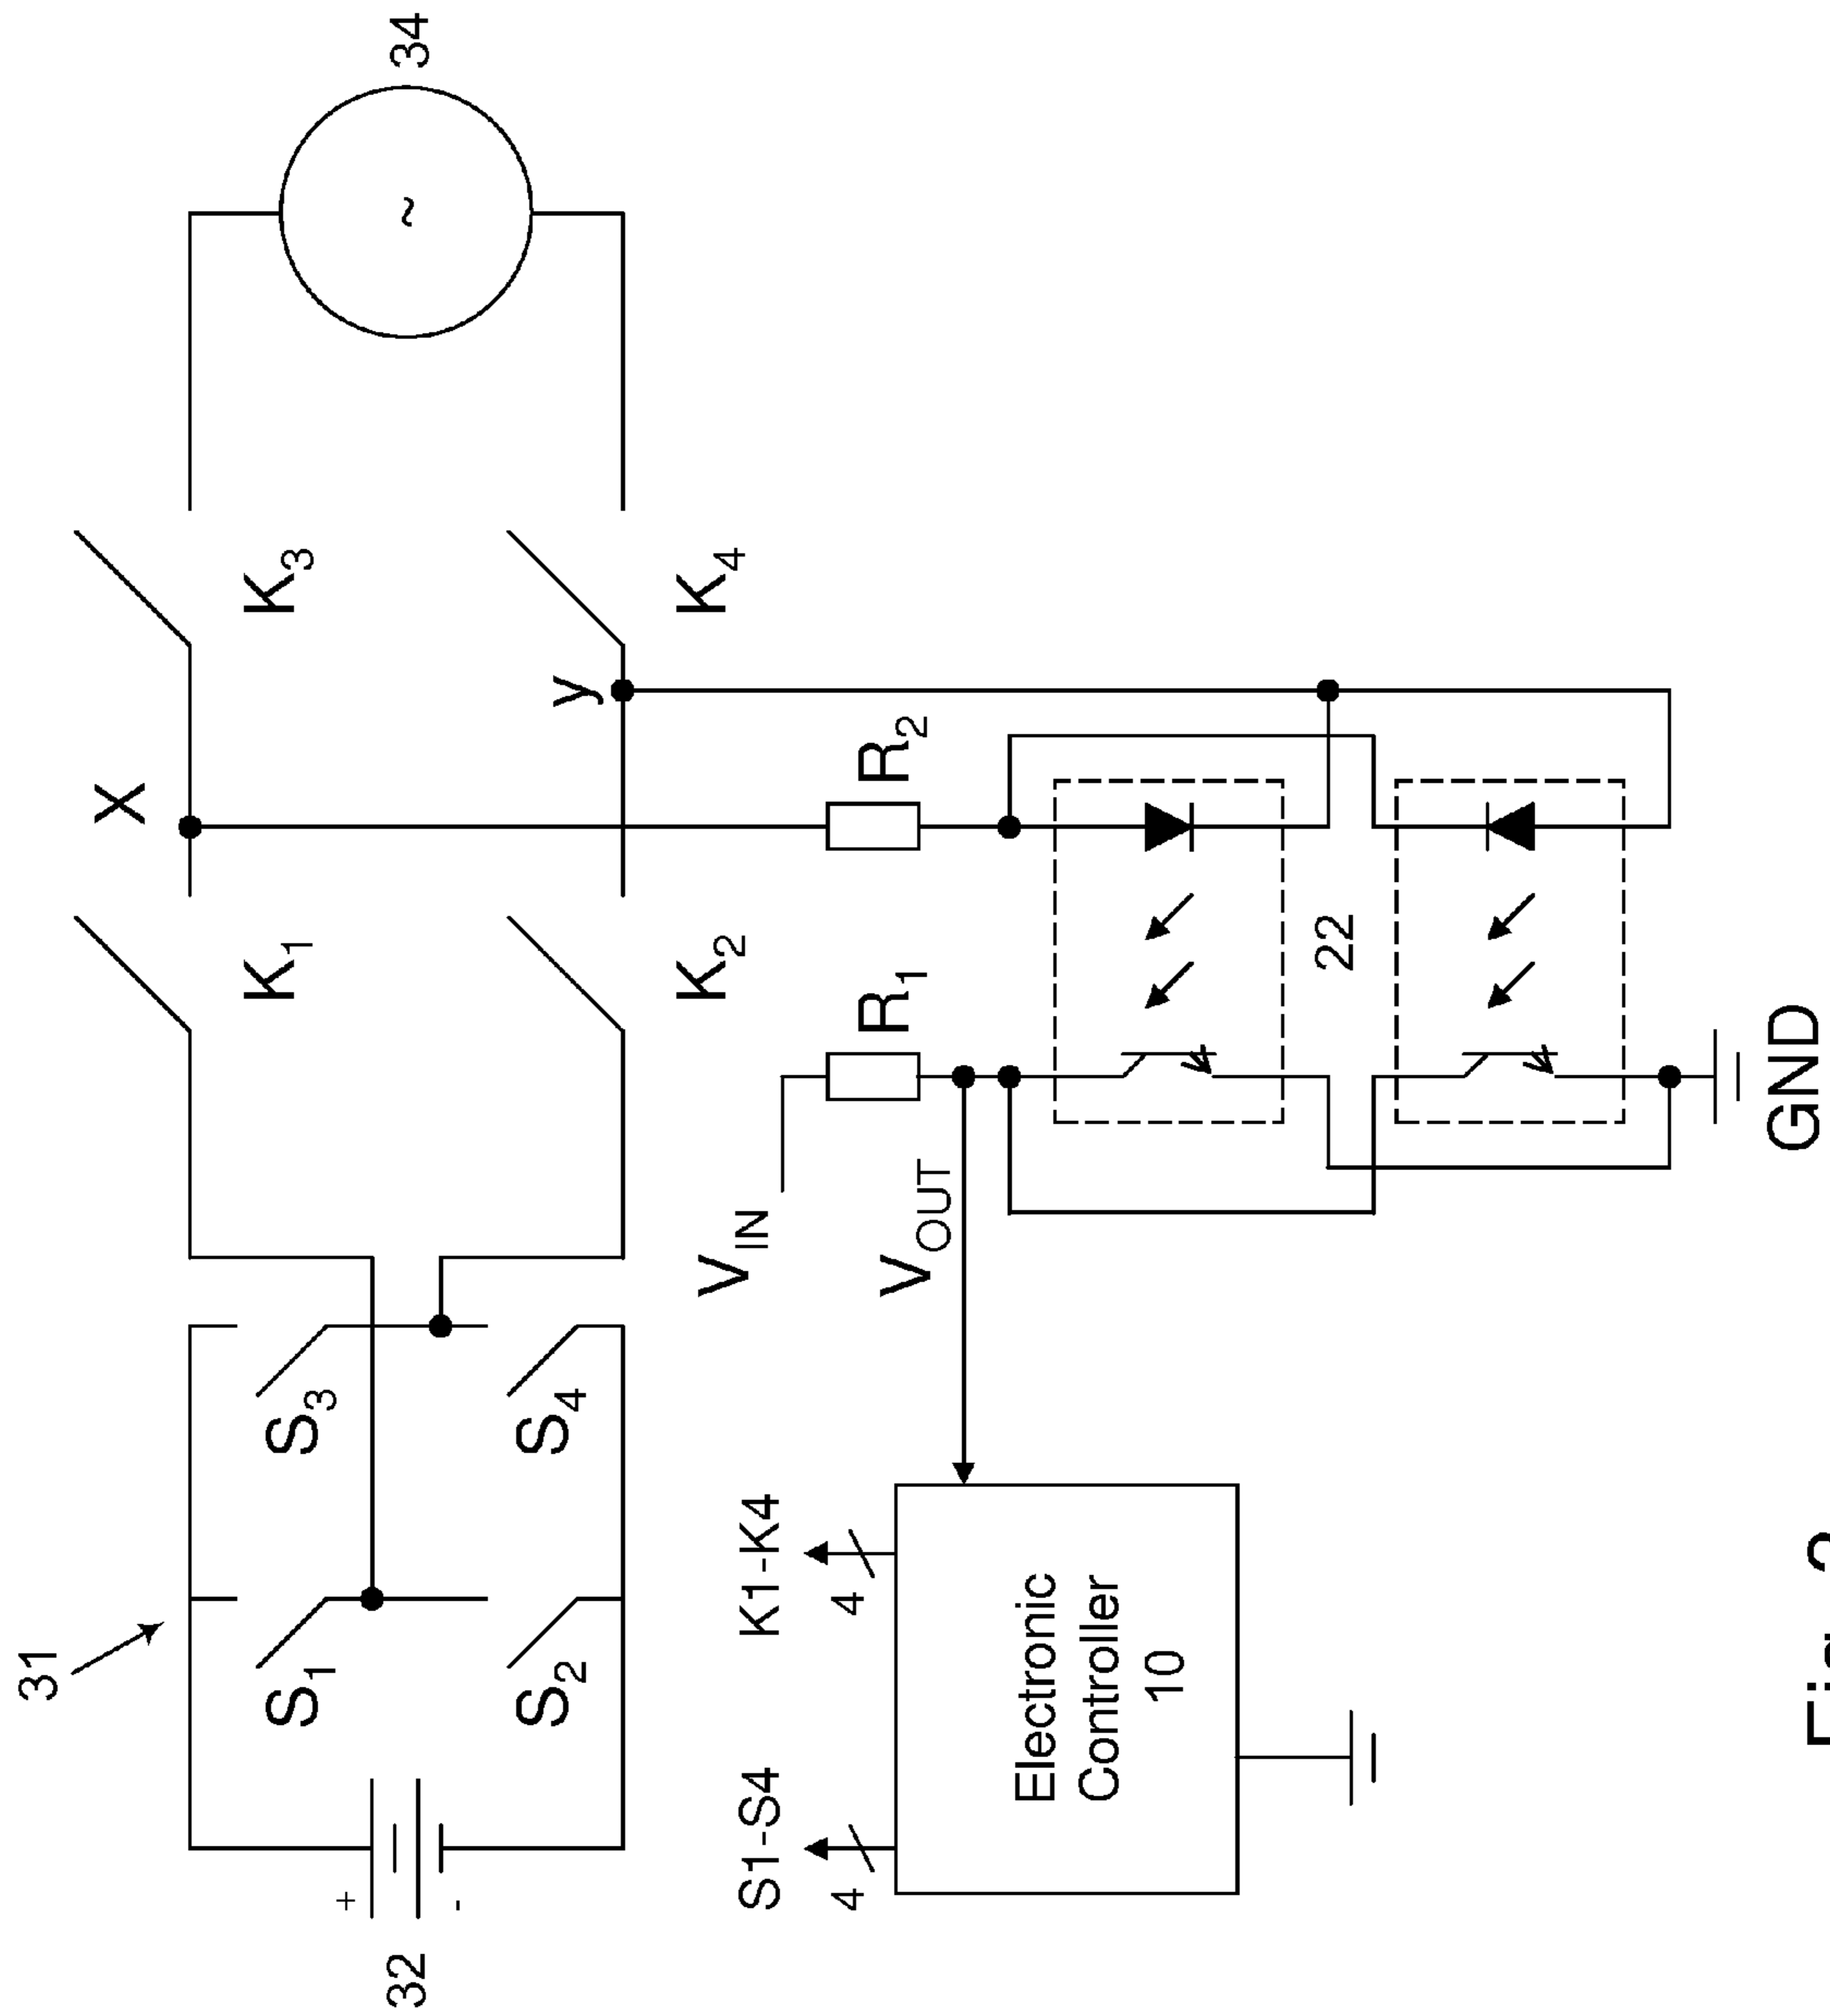 31
x
S1
K1
S3
K3
+
32
34
-
S2
S4
y
K2
K4
VIN
S1-S4
K1-K4
4
4
R1
R2
VOUT
Electronic
Controller
10
22
GND
Fig.